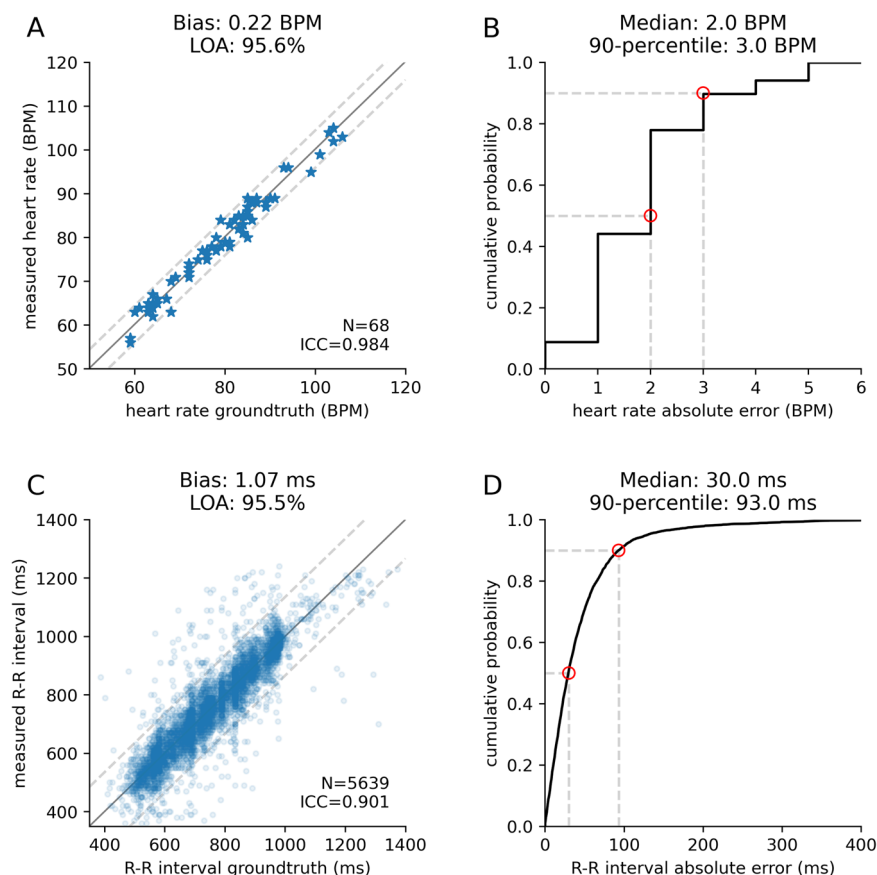 A
Bias: 0.22 BPM
LOA: 95.6%
measured heart rate (BPM)
120
110
100
90
80
70
60
50
N=68
ICC=0.984
60
80
100
120
heart rate groundtruth (BPM)
B
Median: 2.0 BPM
90-percentile: 3.0 BPM
cumulative probability
1.0
0.8
0.6
0.4
0.2
0.0
0
1
2
3
4
5
6
heart rate absolute error (BPM)
C
Bias: 1.07 ms
LOA: 95.5%
measured R-R interval (ms)
1400
1200
1000
800
600
400
N=5639
ICC=0.901
400
600
800
1000
1200
1400
R-R interval groundtruth (ms)
D
Median: 30.0 ms
90-percentile: 93.0 ms
cumulative probability
1.0
0.8
0.6
0.4
0.2
0.0
0
100
200
300
400
R-R interval absolute error (ms)